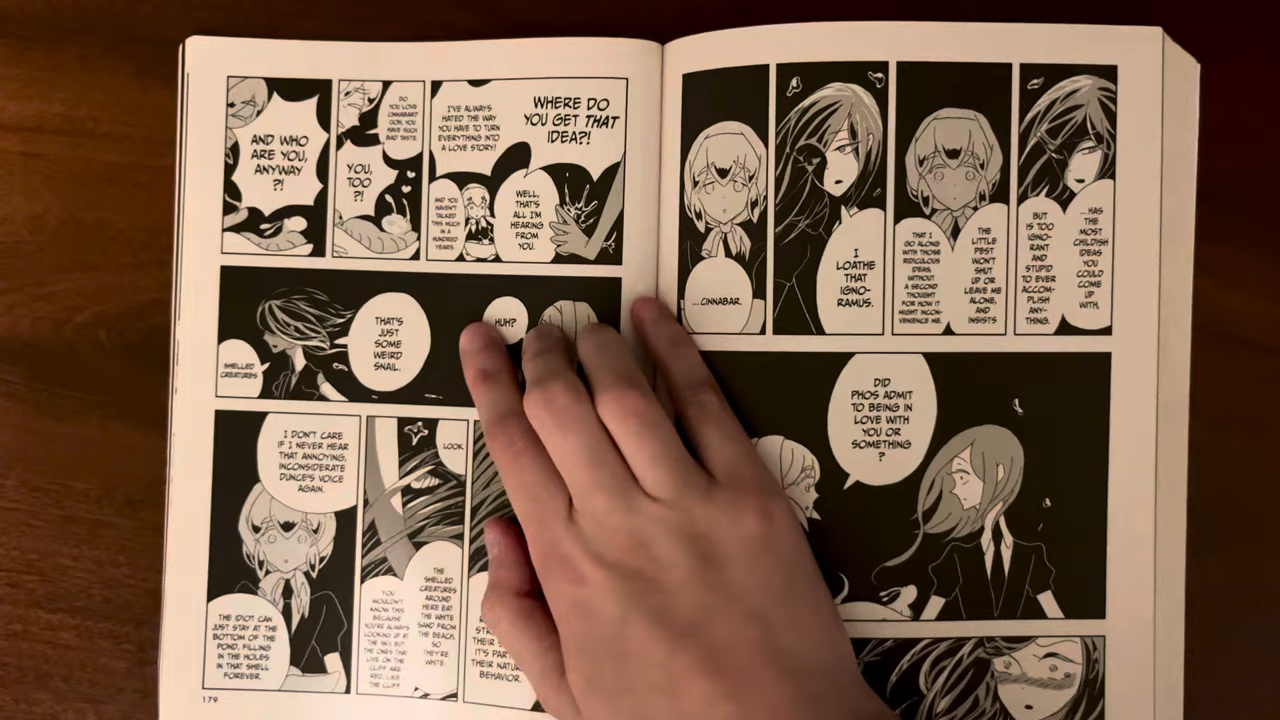 ...HAS
THE
MOST
CHILDISH
IDEAS
YOU
COULD
COME
UP
WITH,
BUT
IS TOO
IGNO-
RANT
AND
STUPID
TO EVER
ACCOM-
PLISH
ANY-
THING.
THE
LITTLE
PEST
WON'T
SHUT
UP OR
LEAVE ME
ALONE,
AND
INSISTS
THAT I
GO ALONG
WITH THOSE
RIDICULOUS
IDEAS,
WITHOUT
A SECOND
THOUGHT
FOR HOW IT
MIGHT INCON-
VENIENCE ME.
I
LOATHE
THAT
IGNO-
RAMUS.
...CINNABAR.
DID
PHOS ADMIT
TO BEING IN
LOVE WITH
YOU OR
SOMETHING
?
WHERE DO
YOU GET THAT
IDEA?!
I'VE
ALWAYS
HATED THE WAY
YOU HAVE TO TURN
EVERYTHING INTO
A LOVE STORY!
WELL,
THAT'S
ALL I'M
HEARING
FROM
YOU.
AND YOU
HAVEN'T
TALKED
THIS MUCH
IN A
HUNDRED
YEARS.
DO
YOU LOVE
CINNABAR?
OOH, YOU
HAVE SUCH
BAD TASTE.
YOU,
TOO
?!
AND WHO
ARE YOU,
ANYWAY
?!
HUH?
THAT'S
JUST
SOME
WEIRD
SNAIL.
SHELLED
CREATURES
THEIR
IT'S
THEIR
BEHAVIOR.
LOOK
THE
SHELLED
CREATURES
AROUND
HERE EAT
THE WHITE
SAND FROM
THE BEACH,
SO
THEY'RE
WHITE.
YOU
WOULDN'T
KNOW THIS
BECAUSE
YOU'RE ALWAYS
LOOKING UP AT
THE SKY, BUT
THE ONES THAT
LIVE ON THE
CLIFF ARE
RED, LIKE
THE CLIFF
I DON'T CARE
IF I NEVER HEAR
THAT ANNOYING,
INCONSIDERATE
DUNCE'S VOICE
AGAIN.
THE IDIOT CAN
JUST STAY AT THE
BOTTOM OF THE
POND, FILLING
IN THE HOLES
IN THAT SHELL
FOREVER.
179